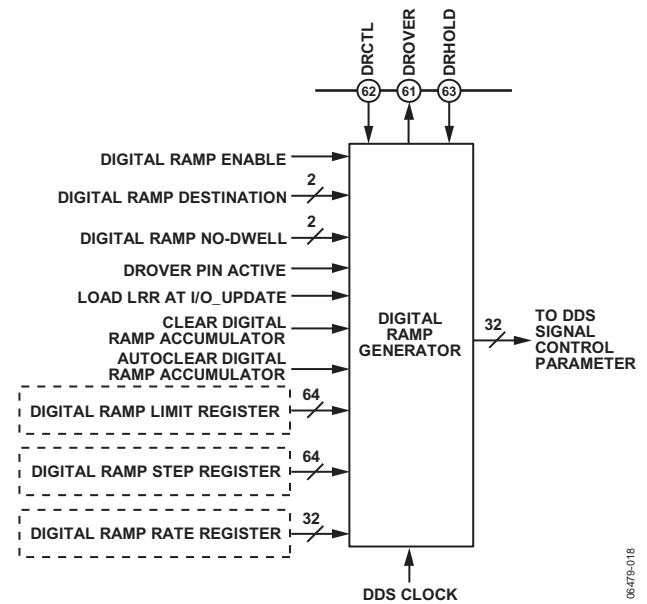 DRCTL
DROVER
DRHOLD
62
61
63
DIGITAL RAMP ENABLE
2
DIGITAL RAMP DESTINATION
2
DIGITAL RAMP NO-DWELL
DROVER PIN ACTIVE
LOAD LRR AT I/O_UPDATE
CLEAR DIGITAL
RAMP ACCUMULATOR
AUTOCLEAR DIGITAL
RAMP ACCUMULATOR
64
DIGITAL RAMP LIMIT REGISTER
64
DIGITAL RAMP STEP REGISTER
32
DIGITAL RAMP RATE REGISTER
DIGITAL
RAMP
GENERATOR
32
TO DDS
SIGNAL
CONTROL
PARAMETER
DDS CLOCK
06479-018